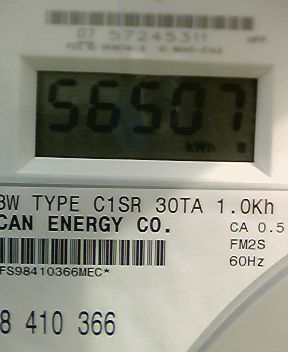 07 57245311
56507
kWh
3W TYPE C1SR 30TA 1.0Kh
CAN ENERGY CO.
CA 0.5
FM2S
60Hz
FS98410366MEC*
8 410 366